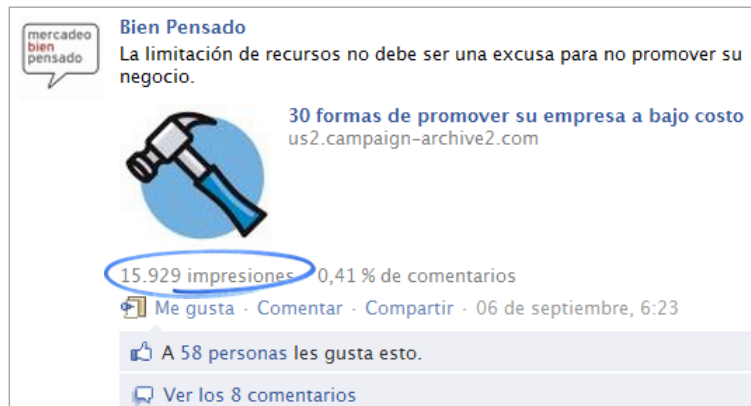 mercadeo
bien
pensado
Bien Pensado
La limitación de recursos no debe ser una excusa para no promover su
negocio.
30 formas de promover su empresa a bajo costo
us2.campaign-archive2.com
15.929 impresiones 0,41 % de comentarios
Me gusta · Comentar · Compartir · 06 de septiembre, 6:23
A 58 personas les gusta esto.
Ver los 8 comentarios